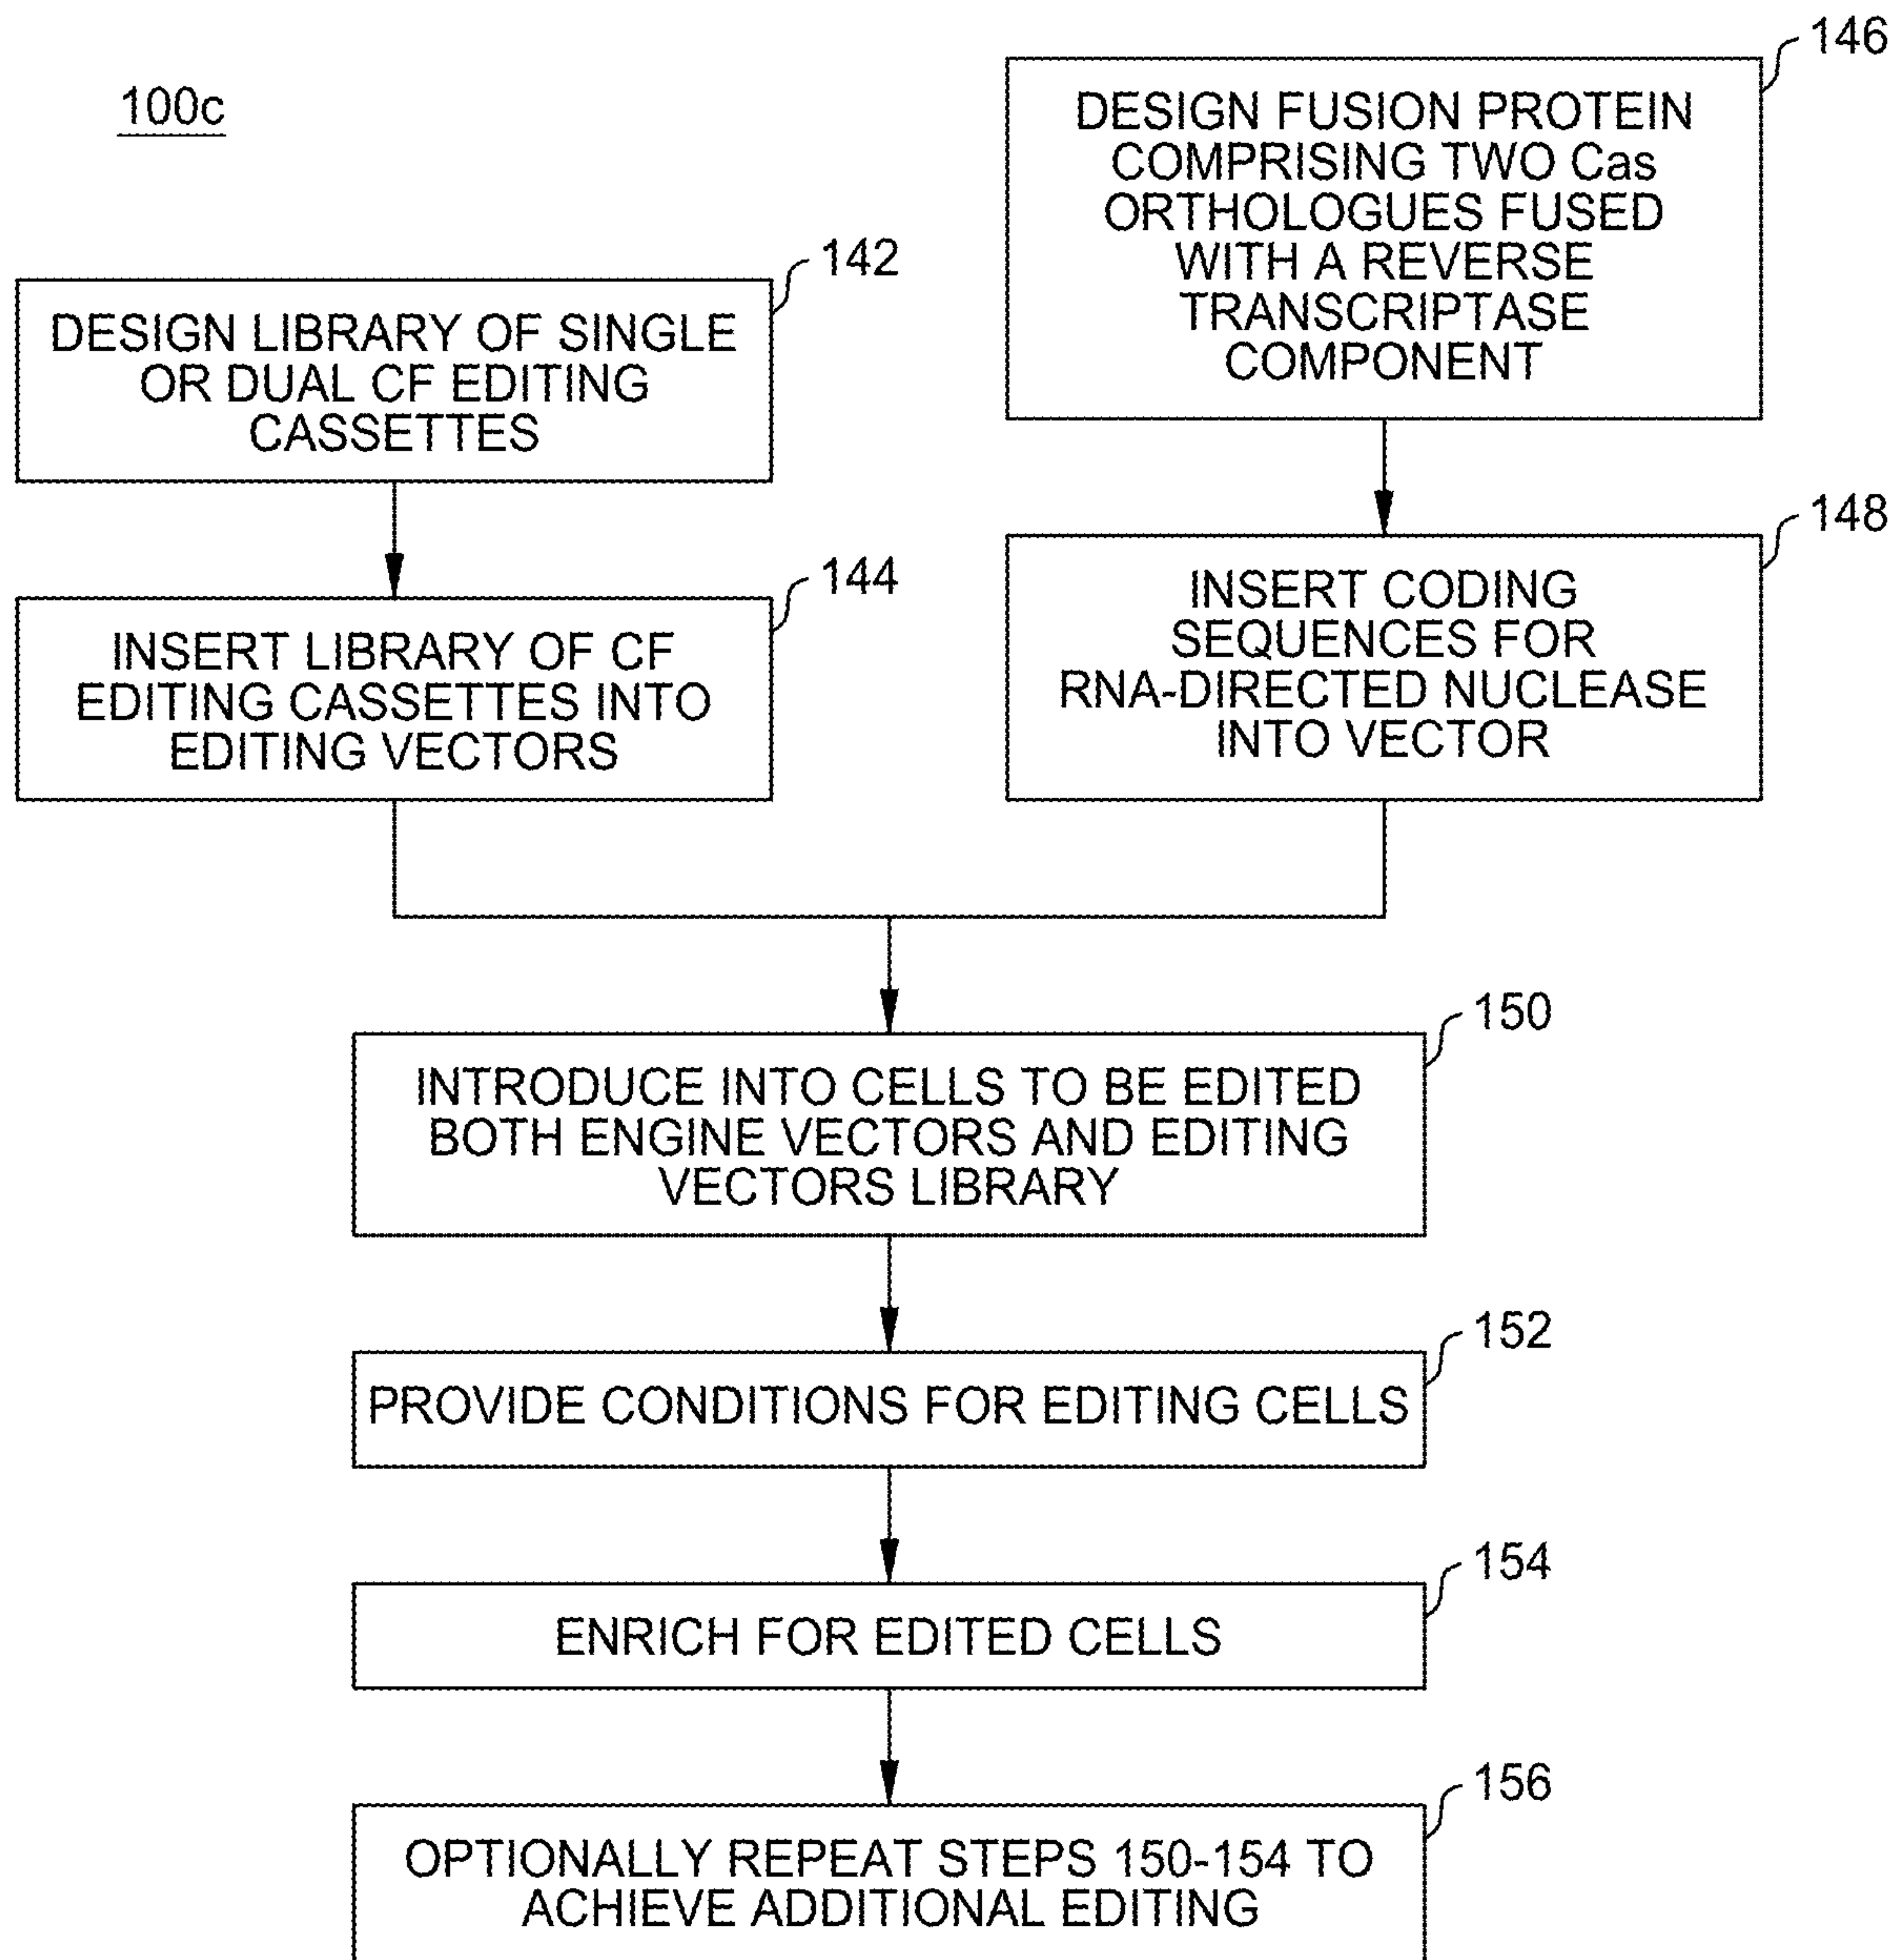 100c
142
DESIGN LIBRARY OF SINGLE
OR DUAL CF EDITING
CASSETTES
144
INSERT LIBRARY OF CF
EDITING CASSETTES INTO
EDITING VECTORS
146
DESIGN FUSION PROTEIN
COMPRISING TWO Cas
ORTHOLOGUES FUSED
WITH A REVERSE
TRANSCRIPTASE
COMPONENT
148
INSERT CODING
SEQUENCES FOR
RNA-DIRECTED NUCLEASE
INTO VECTOR
150
INTRODUCE INTO CELLS TO BE EDITED
BOTH ENGINE VECTORS AND EDITING
VECTORS LIBRARY
152
PROVIDE CONDITIONS FOR EDITING CELLS
154
ENRICH FOR EDITED CELLS
156
OPTIONALLY REPEAT STEPS 150-154 TO
ACHIEVE ADDITIONAL EDITING